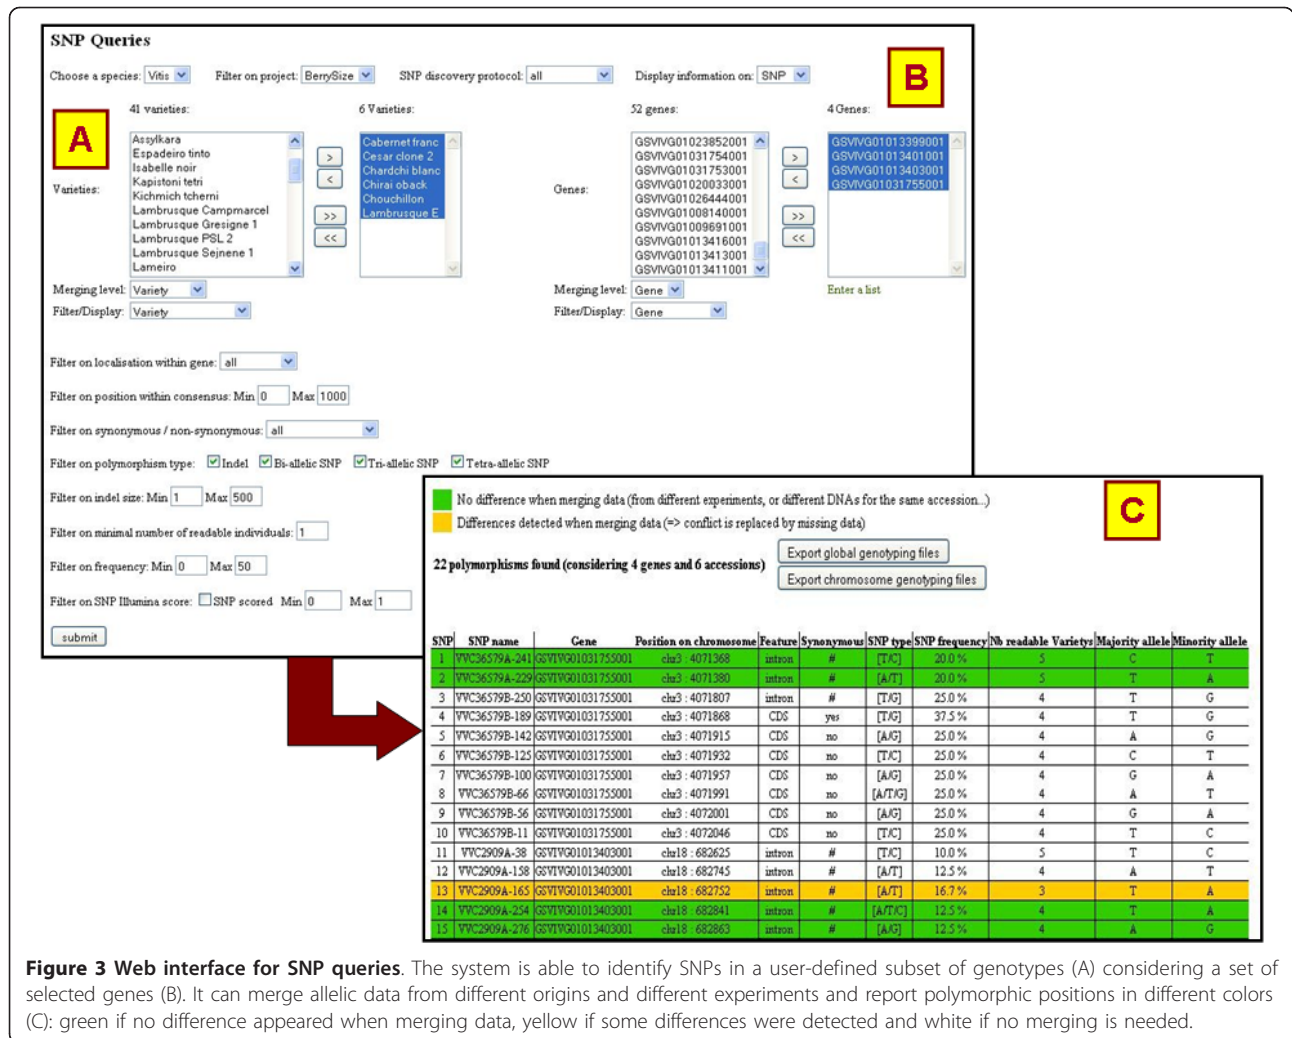 SNP Queries
Choose a species: Vitis Filter on project: BerrySize SNP discovery protocol: all Display information on: SNP
B
41 varieties: 6 Varieties: 52 genes: 4 Genes:
A
Varieties:
Assylkara
Espadeiro tinto
Isabelle noir
Kapistoni tetri
Kichmich tcherni
Lambrusque Campmarcel
Lambrusque Gresigne 1
Lambrusque PSL 2
Lambrusque Sejnene 1
Lameiro
>
<
>>
<<
Cabernet franc
Cesar clone 2
Chardchi blanc
Chirai oback
Chouchillon
Lambrusque E
Genes:
GSVIVG01023852001
GSVIVG01031754001
GSVIVG01031753001
GSVIVG01020033001
GSVIVG01026444001
GSVIVG01008140001
GSVIVG01009691001
GSVIVG01013416001
GSVIVG01013413001
GSVIVG01013411001
>
<
>>
<<
GSVIVG01013399001
GSVIVG01013401001
GSVIVG01013403001
GSVIVG01031755001
Merging level: Variety Merging level: Gene Enter a list
Filter/Display: Variety Filter/Display: Gene
Filter on localisation within gene: all
Filter on position within consensus: Min 0 Max 1000
Filter on synonymous / non-synonymous: all
Filter on polymorphism type: Indel Bi-allelic SNP Tri-allelic SNP Tetra-allelic SNP
Filter on indel size: Min 1 Max 500
Filter on minimal number of readable individuals: 1
Filter on frequency: Min 0 Max 50
Filter on SNP Illumina score: SNP scored Min 0 Max 1
submit
No difference when merging data (from different experiments, or different DNAs for the same accession...)
Differences detected when merging data (=> conflict is replaced by missing data)
C
22 polymorphisms found (considering 4 genes and 6 accessions)
Export global genotyping files
Export chromosome genotyping files
SNP SNP name Gene Position on chromosome Feature Synonymous SNP type SNP frequency Nb readable Varietys Majority allele Minority allele
1 VVC36579A-241 GSVIVG01031755001 chr3 : 4071368 intron # [T/C] 20.0 % 5 C T
2 VVC36579A-229 GSVIVG01031755001 chr3 : 4071380 intron # [A/T] 20.0 % 5 T A
3 VVC36579B-250 GSVIVG01031755001 chr3 : 4071807 intron # [T/G] 25.0 % 4 T G
4 VVC36579B-189 GSVIVG01031755001 chr3 : 4071868 CDS yes [T/G] 37.5 % 4 T G
5 VVC36579B-142 GSVIVG01031755001 chr3 : 4071915 CDS no [A/G] 25.0 % 4 A G
6 VVC36579B-125 GSVIVG01031755001 chr3 : 4071932 CDS no [T/C] 25.0 % 4 C T
7 VVC36579B-100 GSVIVG01031755001 chr3 : 4071957 CDS no [A/G] 25.0 % 4 G A
8 VVC36579B-66 GSVIVG01031755001 chr3 : 4071991 CDS no [A/T/G] 25.0 % 4 A T
9 VVC36579B-56 GSVIVG01031755001 chr3 : 4072001 CDS no [A/G] 25.0 % 4 G A
10 VVC36579B-11 GSVIVG01031755001 chr3 : 4072046 CDS no [T/C] 25.0 % 4 T C
11 VVC2909A-38 GSVIVG01013403001 chr18 : 682625 intron # [T/C] 10.0 % 5 T C
12 VVC2909A-158 GSVIVG01013403001 chr18 : 682745 intron # [A/T] 12.5 % 4 A T
13 VVC2909A-165 GSVIVG01013403001 chr18 : 682752 intron # [A/T] 16.7 % 3 T A
14 VVC2909A-254 GSVIVG01013403001 chr18 : 682841 intron # [A/T/C] 12.5 % 4 T A
15 VVC2909A-276 GSVIVG01013403001 chr18 : 682863 intron # [A/G] 12.5 % 4 A G
Figure 3 Web interface for SNP queries. The system is able to identify SNPs in a user-defined subset of genotypes (A) considering a set of
selected genes (B). It can merge allelic data from different origins and different experiments and report polymorphic positions in different colors
(C): green if no difference appeared when merging data, yellow if some differences were detected and white if no merging is needed.